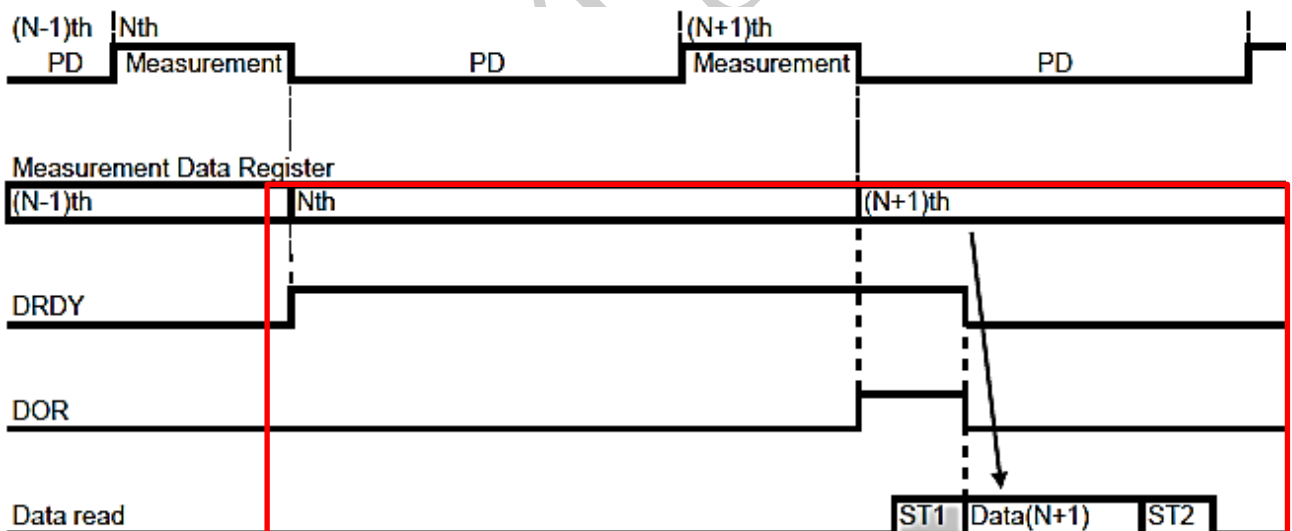 (N-1)th Nth (N+1)th
PD Measurement PD Measurement PD
Measurement Data Register
(N-1)th Nth (N+1)th
DRDY
DOR
Data read ST1 Data(N+1) ST2